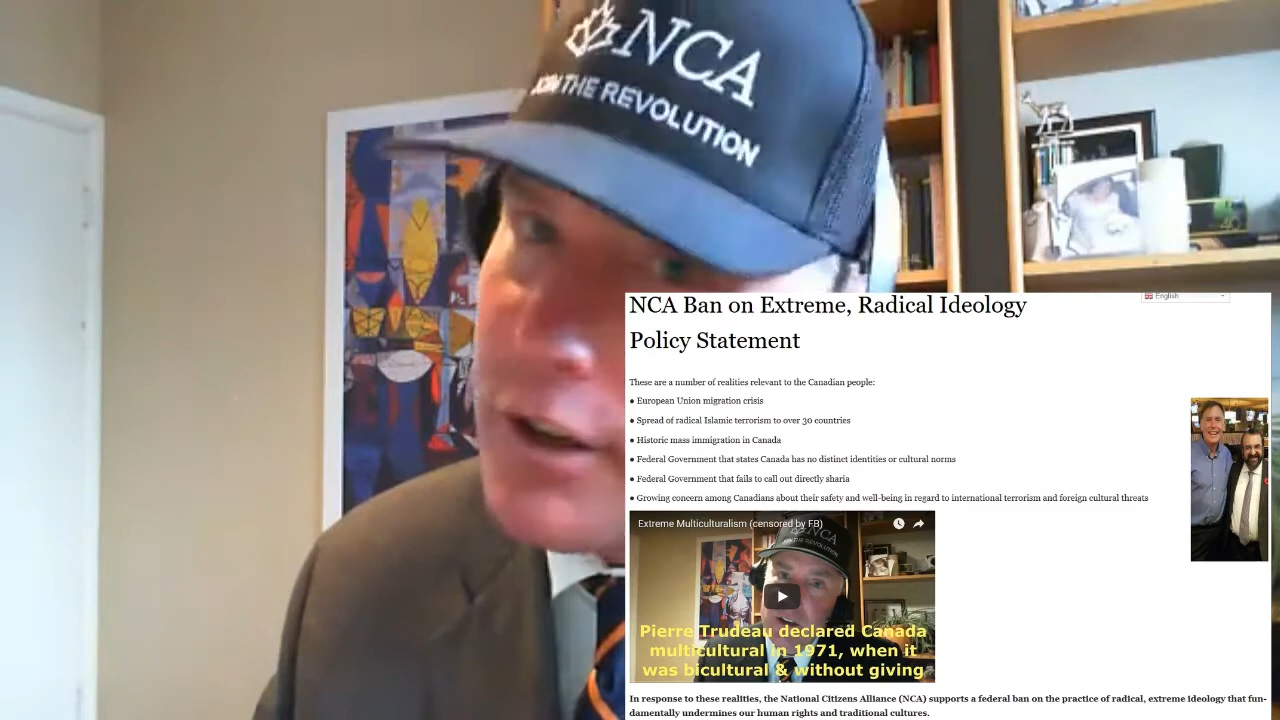 NCA
JOIN THE REVOLUTION
English
NCA Ban on Extreme, Radical Ideology
Policy Statement
These are a number of realities relevant to the Canadian people:
● European Union migration crisis
● Spread of radical Islamic terrorism to over 30 countries
● Historic mass immigration in Canada
● Federal Government that states Canada has no distinct identities or cultural norms
● Federal Government that fails to call out directly sharia
● Growing concern among Canadians about their safety and well-being in regard to international terrorism and foreign cultural threats
Extreme Multiculturalism (censored by FB)
NCA
JOIN THE REVOLUTION
Pierre Trudeau declared Canada
multicultural in 1971, when it
was bicultural & without giving
In response to these realities, the National Citizens Alliance (NCA) supports a federal ban on the practice of radical, extreme ideology that fun-
damentally undermines our human rights and traditional cultures.